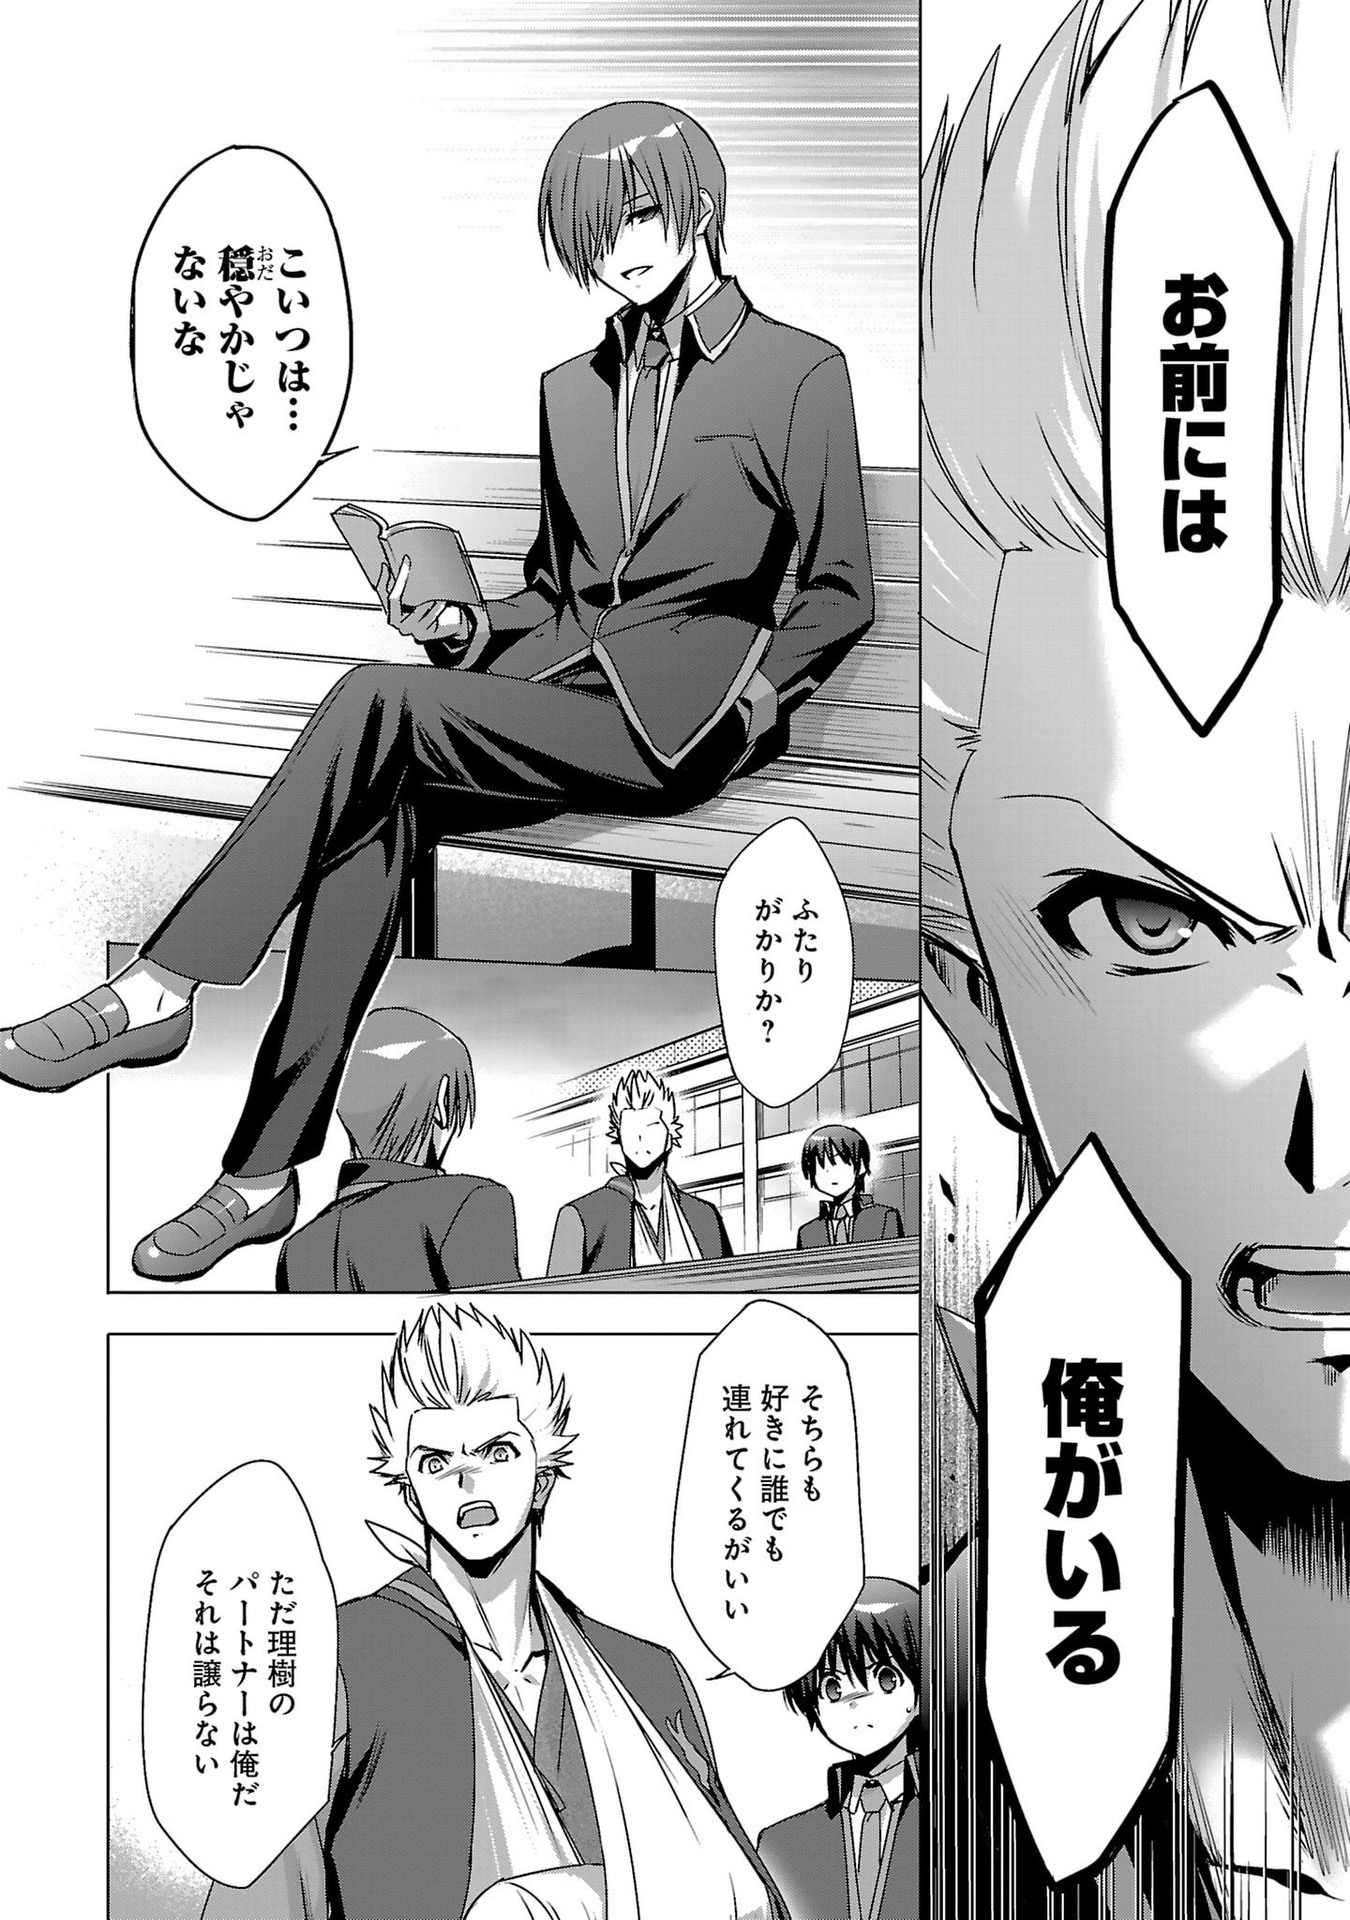 お前には
俺がいる
こいつは…
穏やかじゃ
おだ
ないな
ふたり
がかりか?
そちらも
好きに誰でも
連れてくるがいい
ただ理樹の
パートナーは俺だ
それは譲らない